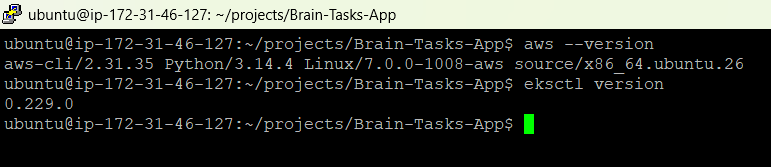 ubuntu@ip-172-31-46-127: ~/projects/Brain-Tasks-App
ubuntu@ip-172-31-46-127:~/projects/Brain-Tasks-App$ aws --version
aws-cli/2.31.35 Python/3.14.4 Linux/7.0.0-1008-aws source/x86_64.ubuntu.26
ubuntu@ip-172-31-46-127:~/projects/Brain-Tasks-App$ eksctl version
0.229.0
ubuntu@ip-172-31-46-127:~/projects/Brain-Tasks-App$